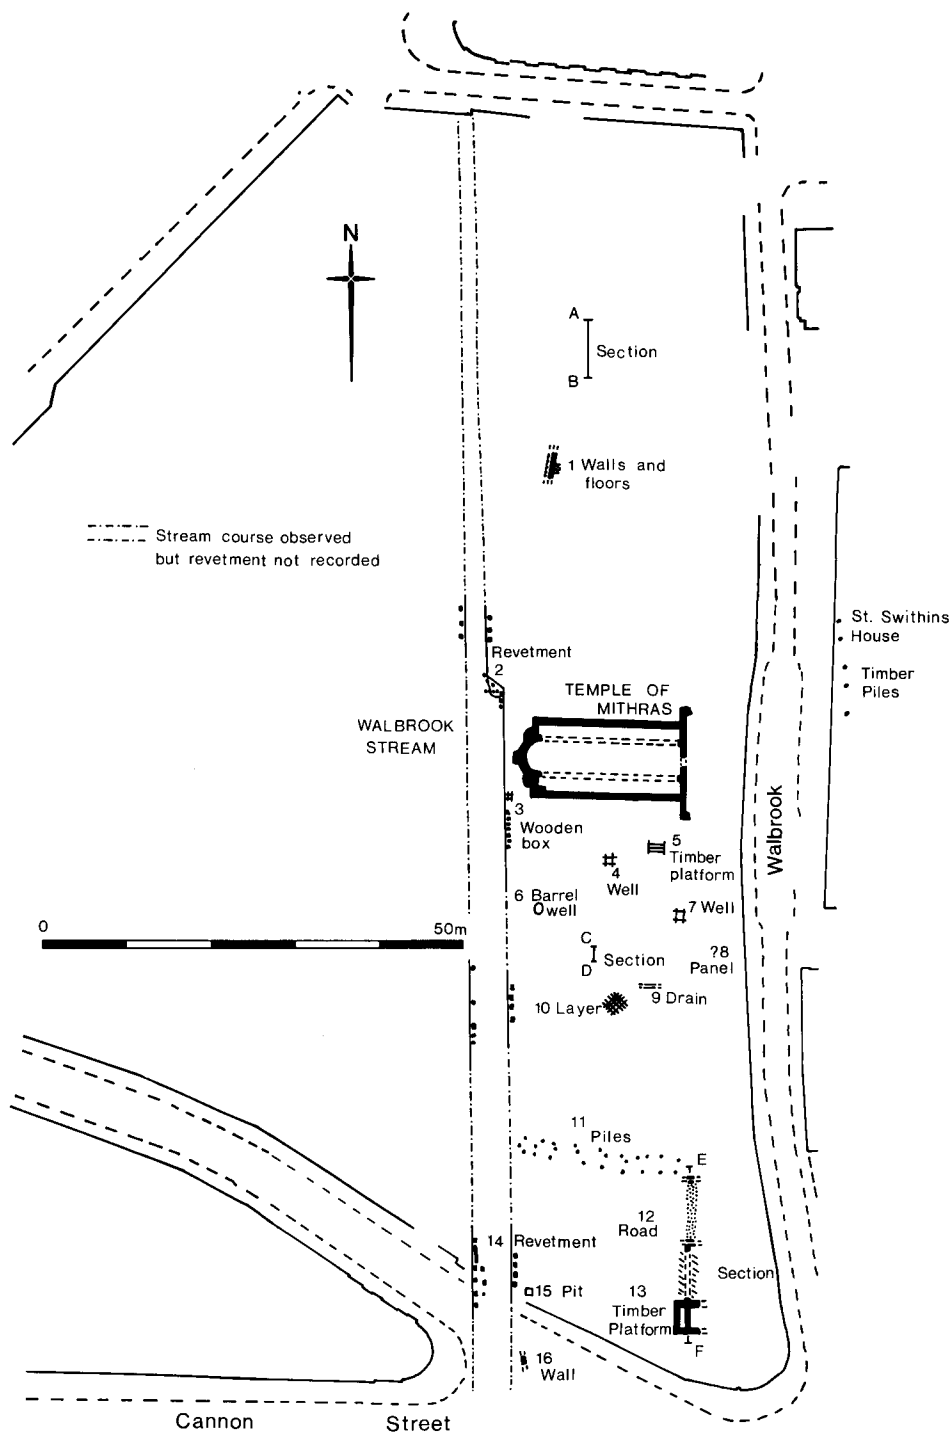 N
A
Section
B
1 Walls and
floors
Stream course observed
but revetment not recorded
St. Swithins
House
Timber
Piles
Revetment
2
TEMPLE OF
MITHRAS
WALBROOK
STREAM
Walbrook
3
Wooden
box
5
Timber
platform
4
Well
6 Barrel
well
7 Well
0
50m
C
Section
D
?8
Panel
9 Drain
10 Layer
11
Piles
E
12
Road
14 Revetment
Section
15 Pit
13
Timber
Platform
F
16
Wall
Cannon Street